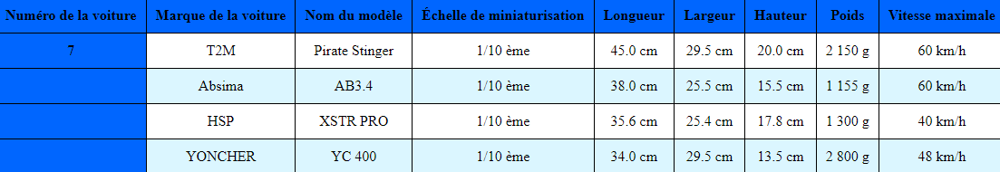 Numéro de la voiture Marque de la voiture Nom du modèle Échelle de miniaturisation Longueur Largeur Hauteur Poids Vitesse maximale
7 T2M Pirate Stinger 1/10 ème 45.0 cm 29.5 cm 20.0 cm 2 150 g 60 km/h
Absima AB3.4 1/10 ème 38.0 cm 25.5 cm 15.5 cm 1 155 g 60 km/h
HSP XSTR PRO 1/10 ème 35.6 cm 25.4 cm 17.8 cm 1 300 g 40 km/h
YONCHER YC 400 1/10 ème 34.0 cm 29.5 cm 13.5 cm 2 800 g 48 km/h